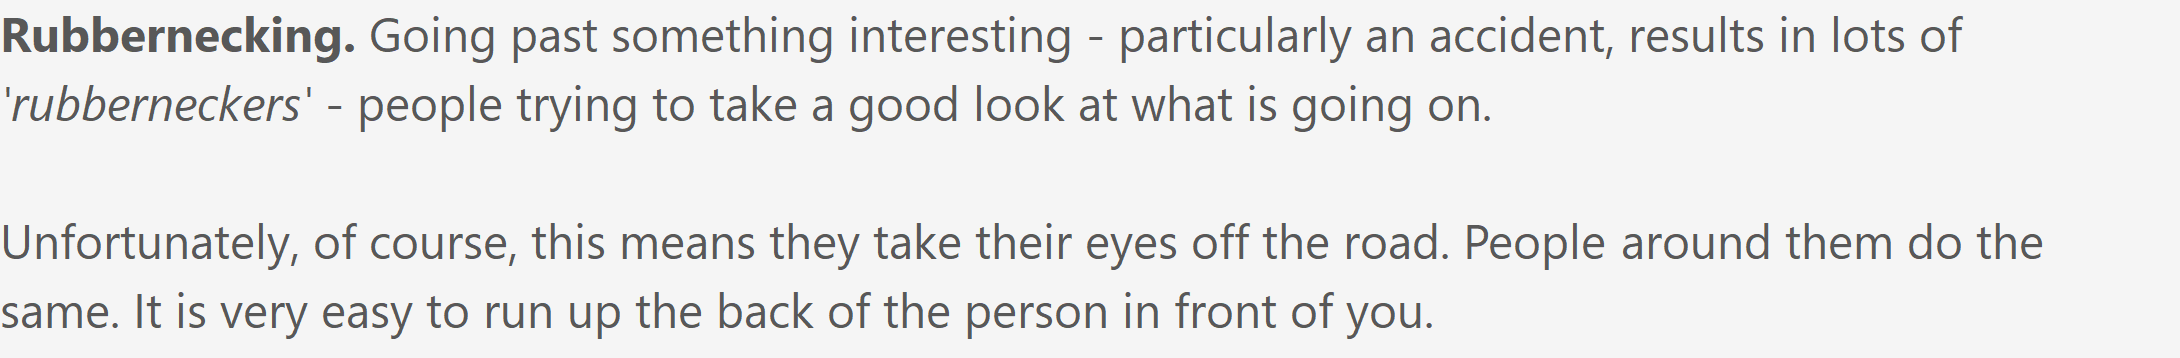 Rubbernecking. Going past something interesting - particularly an accident, results in lots of
'rubberneckers' - people trying to take a good look at what is going on.
Unfortunately, of course, this means they take their eyes off the road. People around them do the
same. It is very easy to run up the back of the person in front of you.